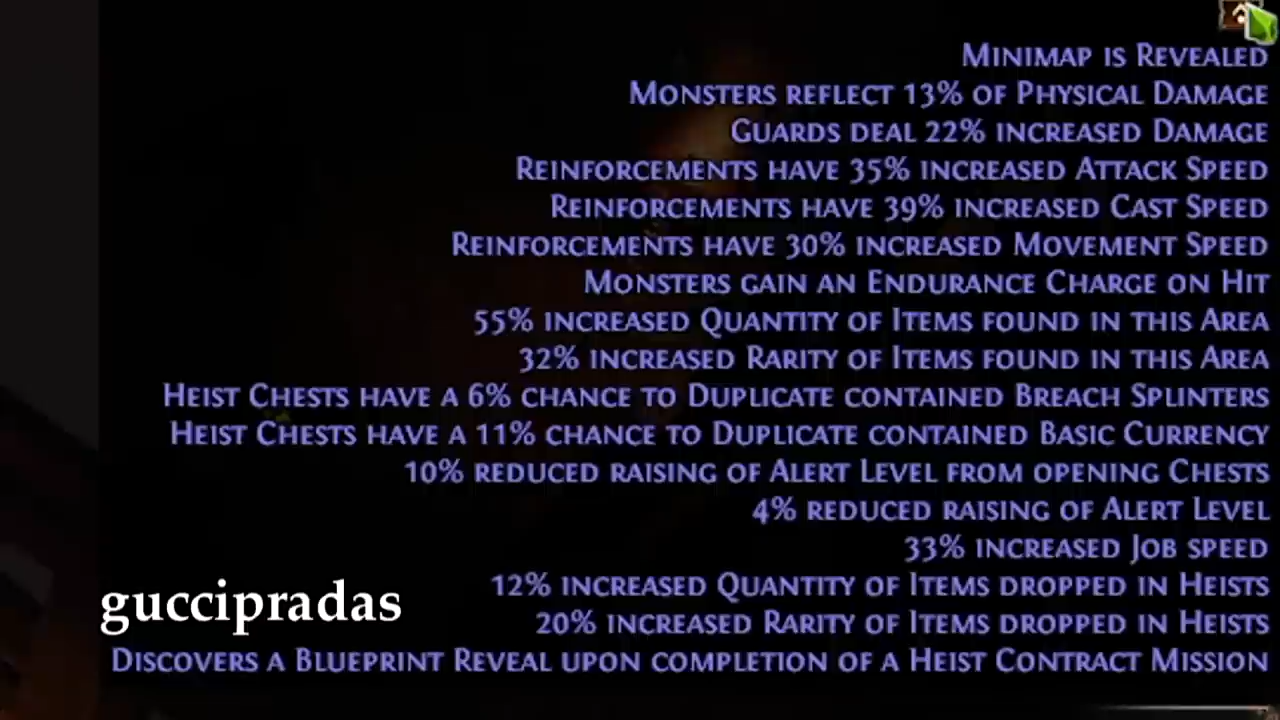 Minimap is Revealed
Monsters reflect 13% of Physical Damage
Guards deal 22% increased Damage
Reinforcements have 35% increased Attack Speed
Reinforcements have 39% increased Cast Speed
Reinforcements have 30% increased Movement Speed
Monsters gain an Endurance Charge on Hit
55% increased Quantity of Items found in this Area
32% increased Rarity of Items found in this Area
Heist Chests have a 6% chance to Duplicate contained Breach Splinters
Heist Chests have a 11% chance to Duplicate contained Basic Currency
10% reduced raising of Alert Level from opening Chests
4% reduced raising of Alert Level
33% increased Job speed
12% increased Quantity of Items dropped in Heists
guccipradas
20% increased Rarity of Items dropped in Heists
Discovers a Blueprint Reveal upon completion of a Heist Contract Mission